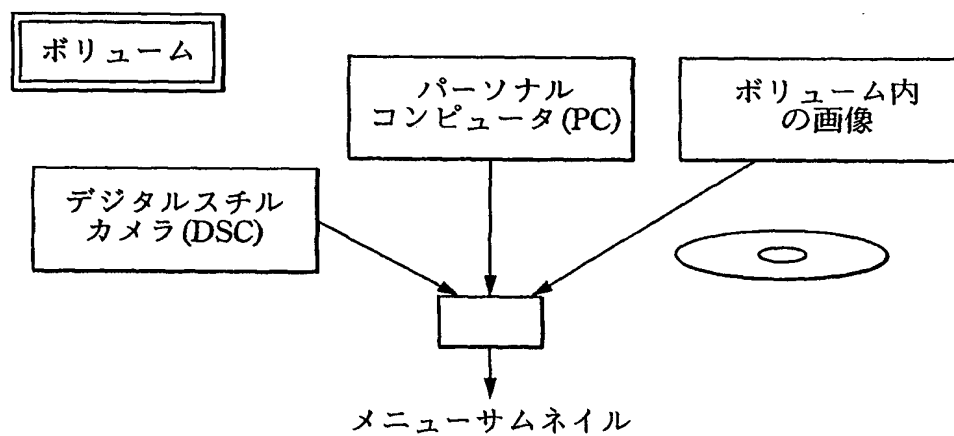 ボリューム
パーソナル
コンピュータ(PC)
ボリューム内
の画像
デジタルスチル
カメラ(DSC)
メニューサムネイル